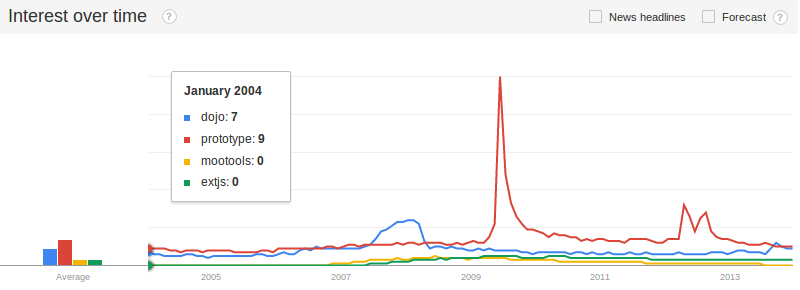 Interest over time ?
News headlines Forecast ?
January 2004
dojo: 7
prototype: 9
mootools: 0
extjs: 0
Average 2005 2007 2009 2011 2013